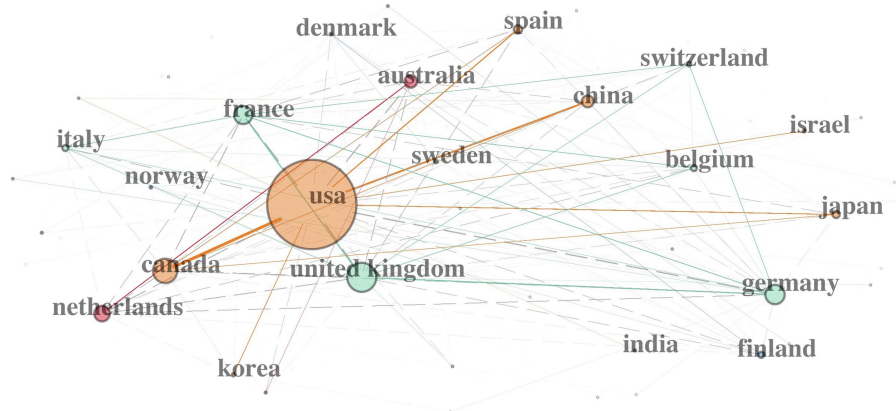 spain
denmark
switzerland
australia
china
france
israel
italy
sweden
belgium
norway
usa
japan
canada
united kingdom
germany
netherlands
india
finland
korea